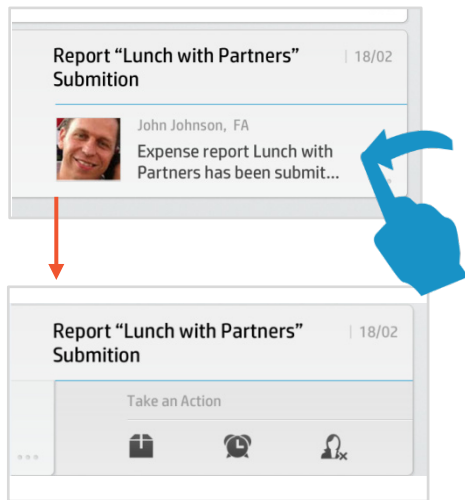 Report “Lunch with Partners”
| 18/02
Submition
John Johnson, FA
Expense report Lunch with
Partners has been submit...
Report “Lunch with Partners”
| 18/02
Submition
Take an Action
...